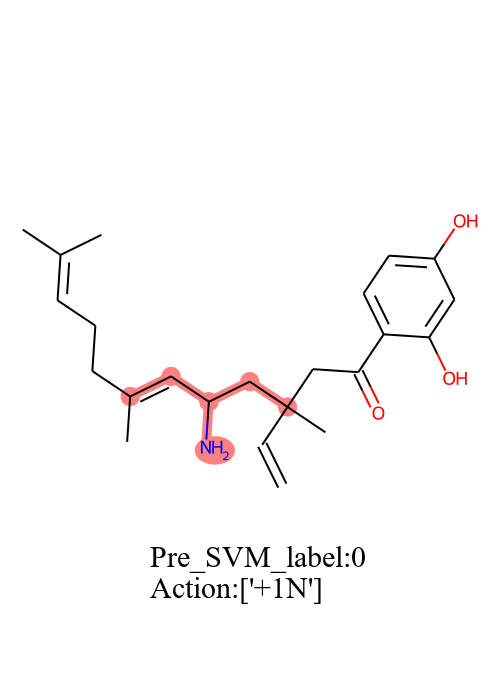 OH
OH
O
NH2
Pre_SVM_label:0
Action:['+1N']